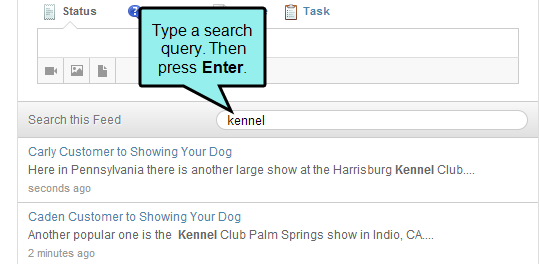 Status Task
Type a search
query. Then
press Enter.
Search this Feed kennel
Carly Customer to Showing Your Dog
Here in Pennsylvania there is another large show at the Harrisburg Kennel Club....
seconds ago
Caden Customer to Showing Your Dog
Another popular one is the Kennel Club Palm Springs show in Indio, CA....
2 minutes ago